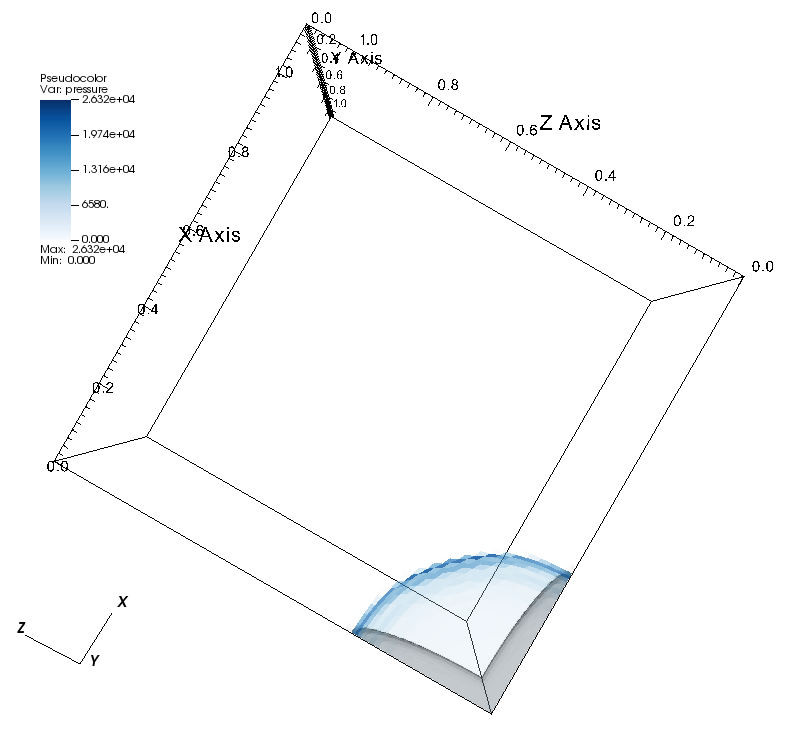 Pseudocolor
Var: pressure
2.632e+04
1.974e+04
1.316e+04
6580.
0.000
Max: 2.632e+04
Min: 0.000
0.0
0.2
0.6
0.8
1.0
Y Axis
1.0
0.8
0.6
0.4
0.2
0.0
Z Axis
1.0
0.8
0.6
0.4
0.2
0.0
X Axis
X
Z
Y